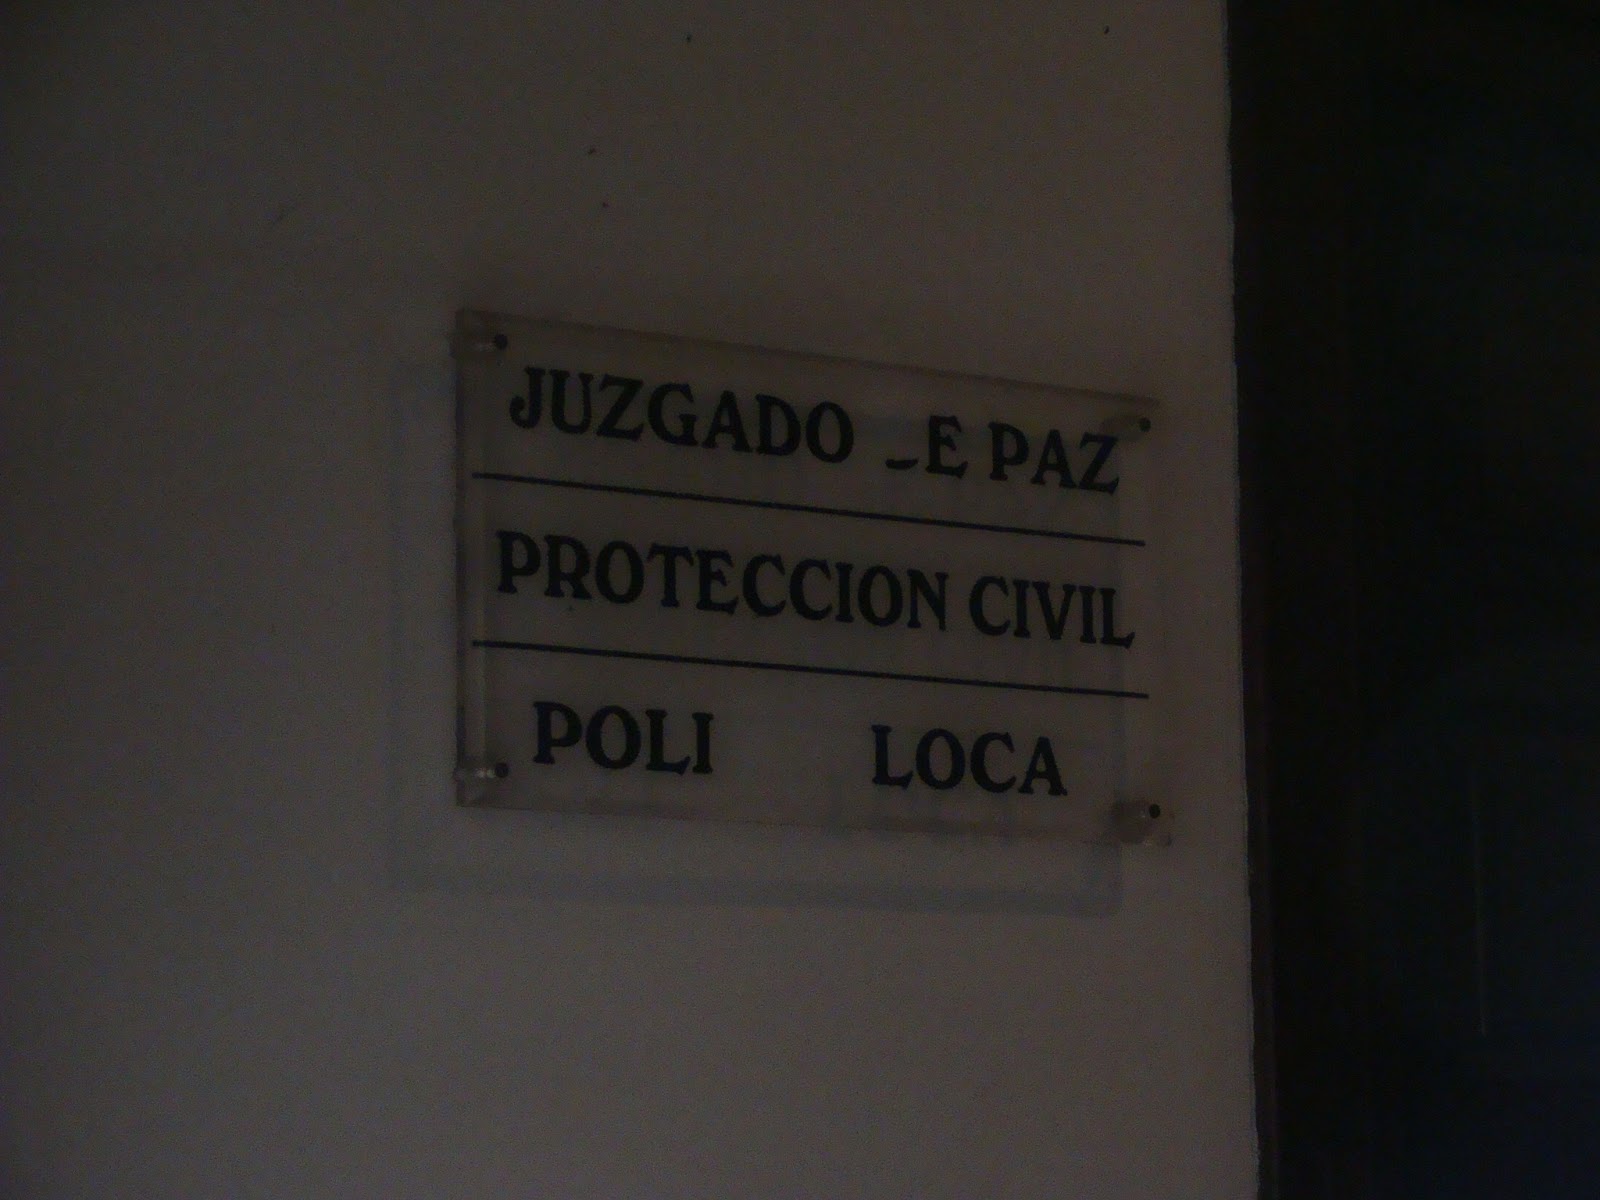 JUZGADO _E PAZ
PROTECCION CIVIL
POLI LOCA